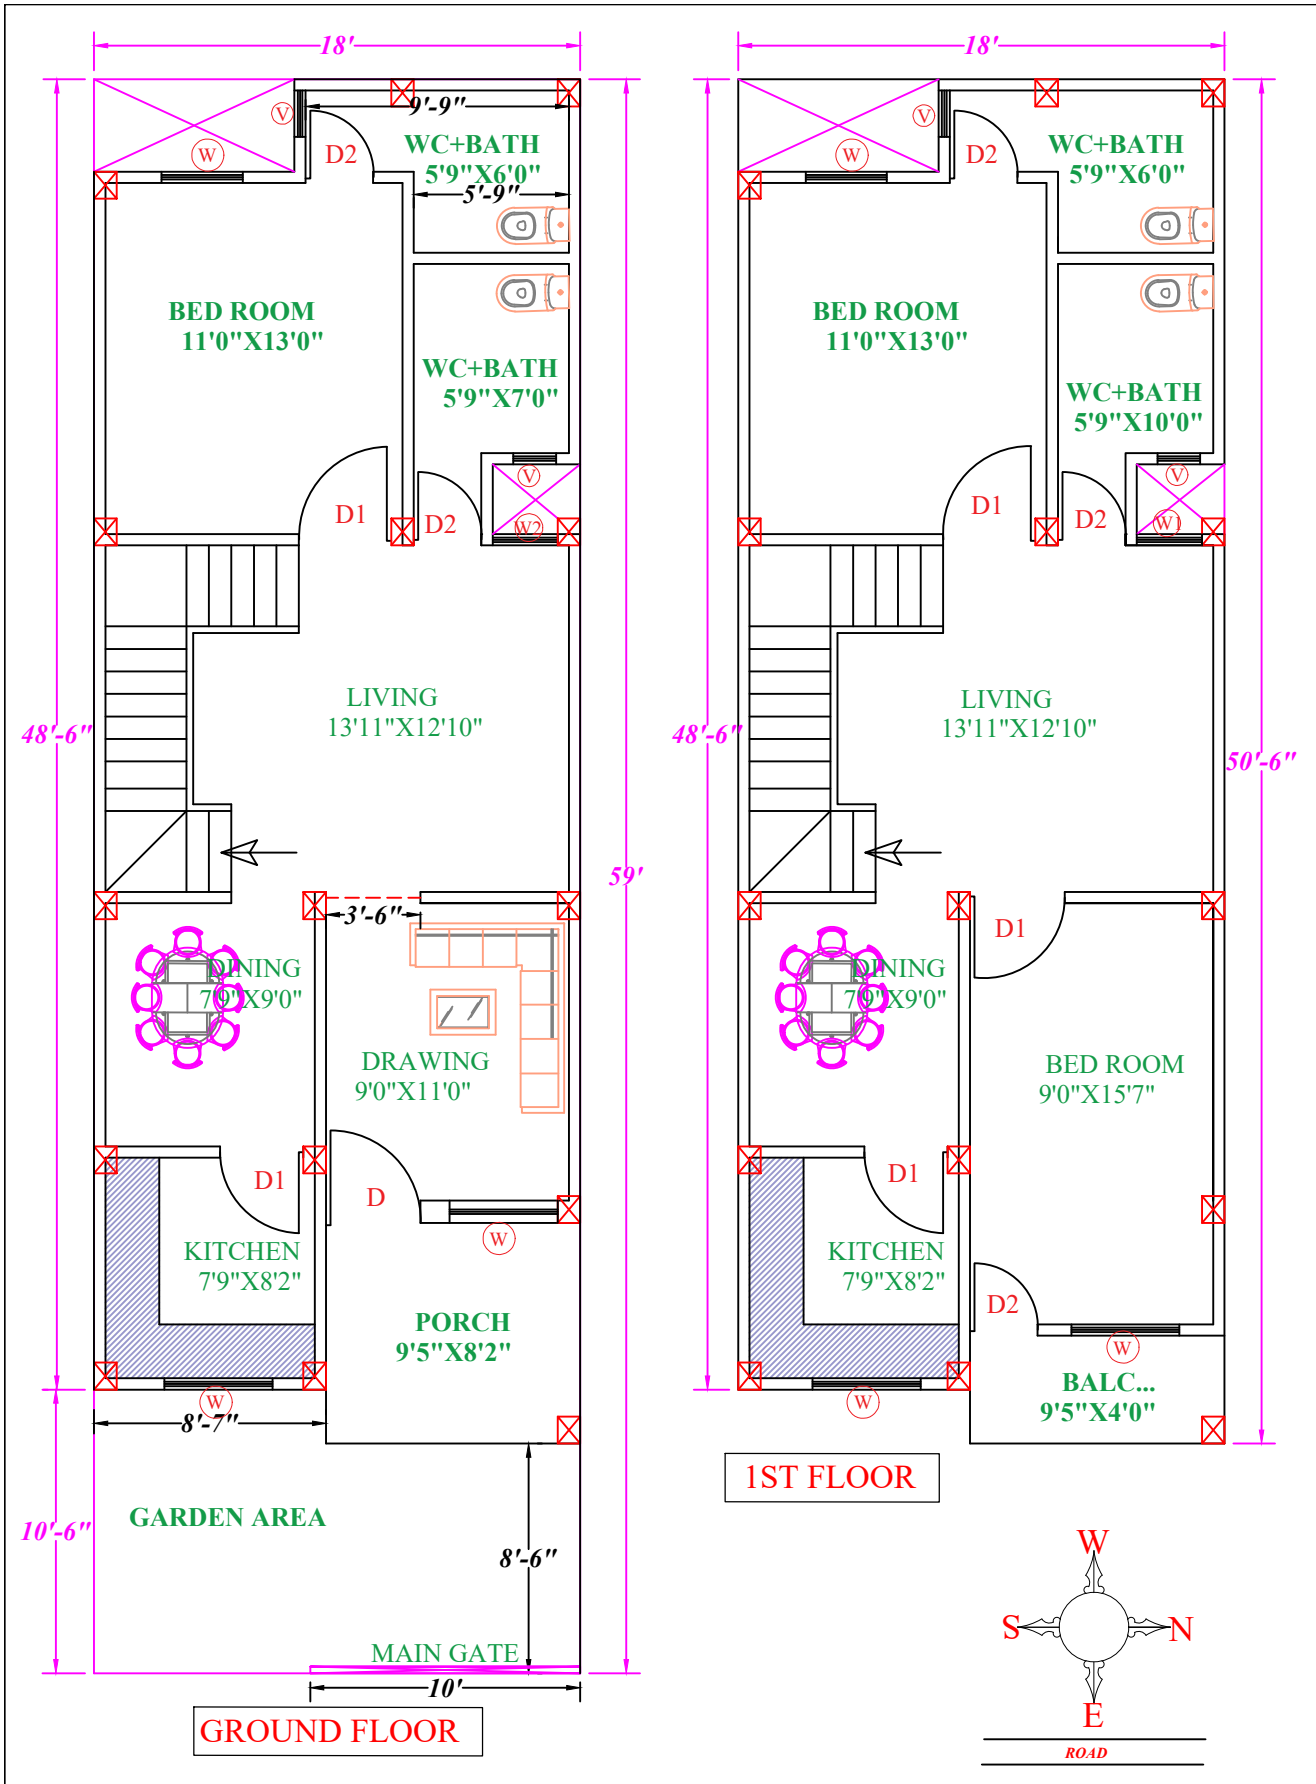 18'
9'-9"
V
W
D2
WC+BATH
5'9"X6'0"
5'-9"
BED ROOM
11'0"X13'0"
WC+BATH
5'9"X7'0"
V
D1
D2
W2
48'-6"
59'
LIVING
13'11"X12'10"
3'-6"
DINING
7'9"X9'0"
DRAWING
9'0"X11'0"
D1
D
W
KITCHEN
7'9"X8'2"
PORCH
9'5"X8'2"
W
8'-7"
10'-6"
GARDEN AREA
8'-6"
MAIN GATE
10'
GROUND FLOOR
18'
V
W
D2
WC+BATH
5'9"X6'0"
BED ROOM
11'0"X13'0"
WC+BATH
5'9"X10'0"
V
D1
D2
W1
48'-6"
50'-6"
LIVING
13'11"X12'10"
D1
DINING
7'9"X9'0"
BED ROOM
9'0"X15'7"
D1
KITCHEN
7'9"X8'2"
D2
W
BALC...
9'5"X4'0"
W
1ST FLOOR
W
S
N
E
ROAD